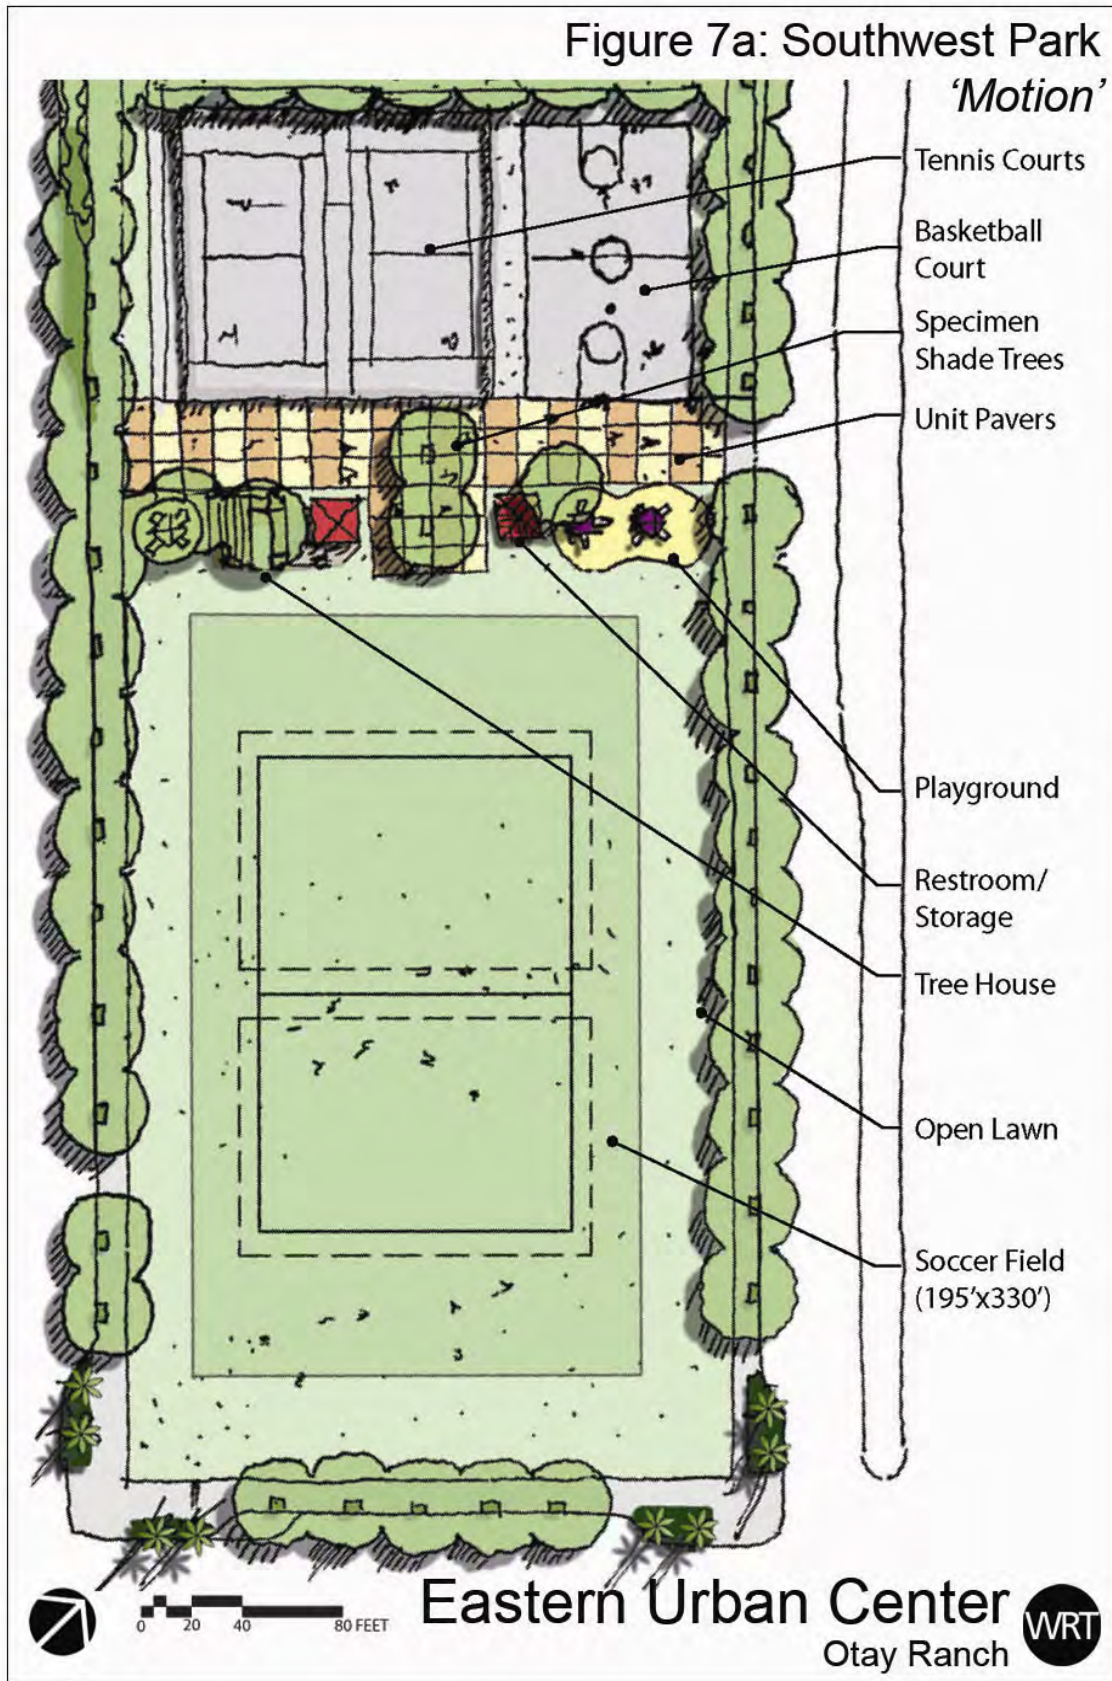 Figure 7a: Southwest Park
‘Motion’
Tennis Courts
Basketball
Court
Specimen
Shade Trees
Unit Pavers
Playground
Restroom/
Storage
Tree House
Open Lawn
Soccer Field
(195’x330’)
0 20 40 80 FEET
Eastern Urban Center
Otay Ranch
WRT